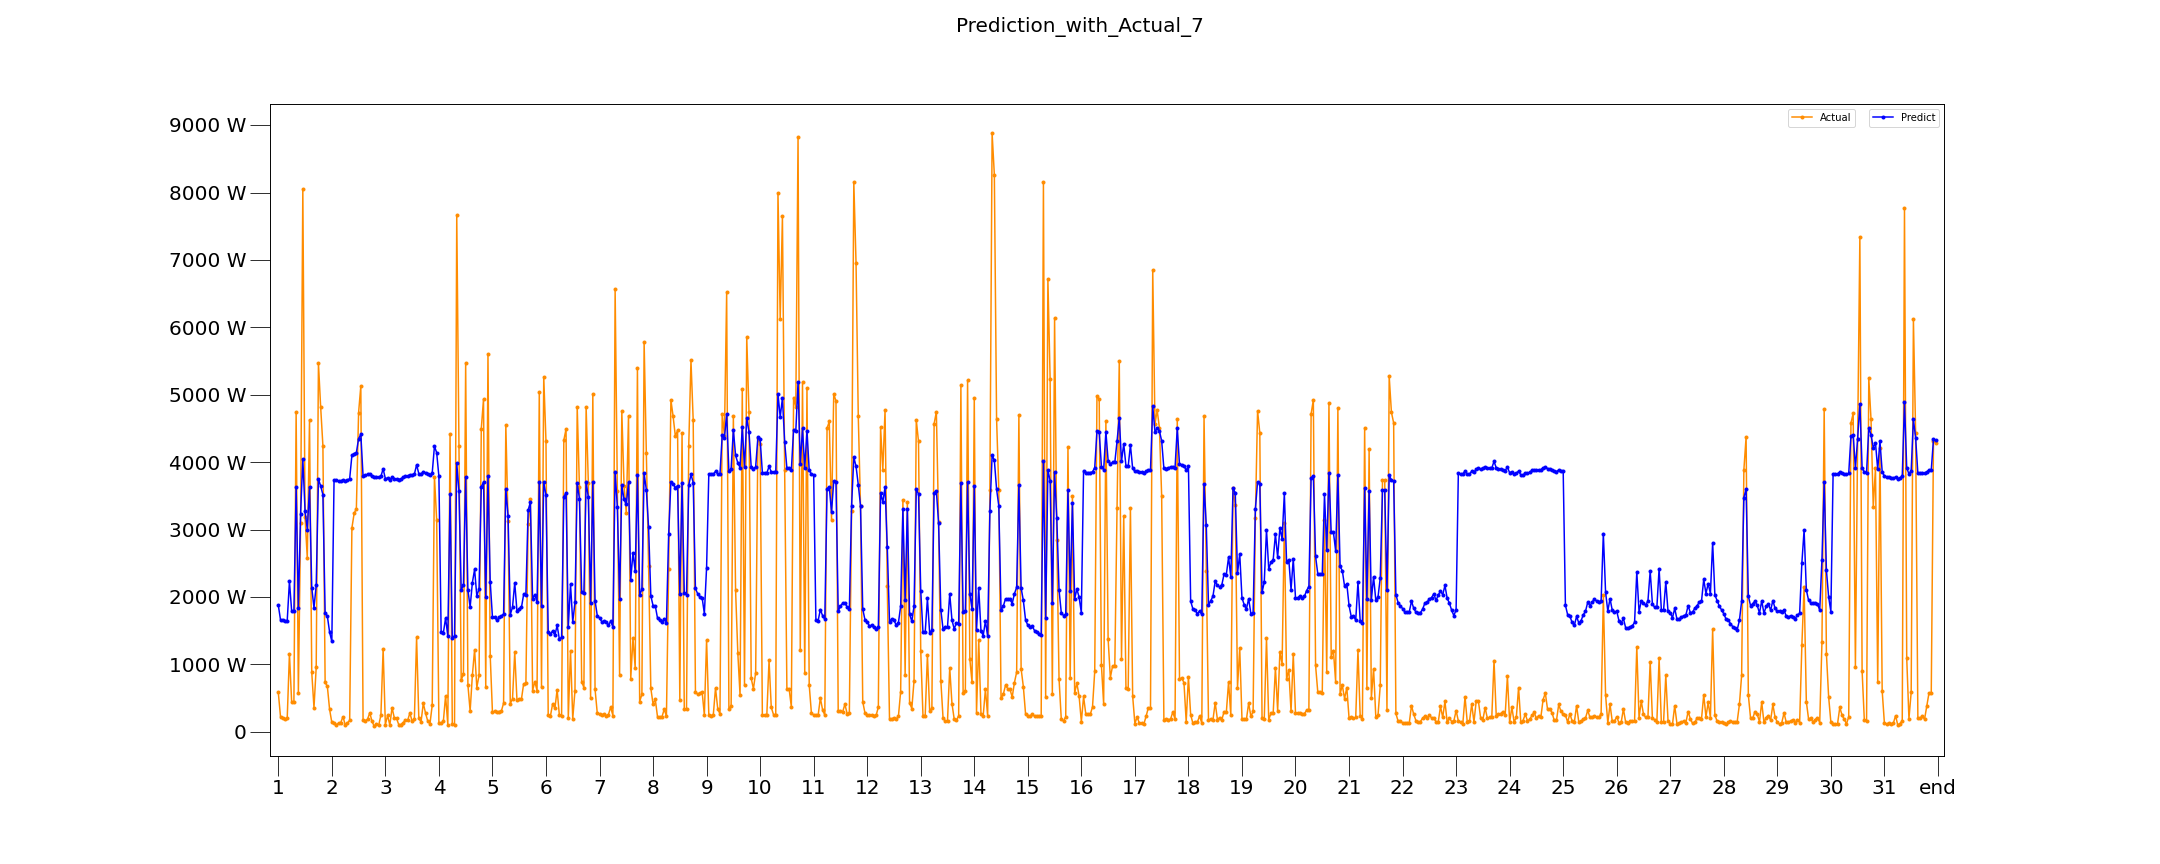 Prediction_with_Actual_7
Actual Predict
9000 W
8000 W
7000 W
6000 W
5000 W
4000 W
3000 W
2000 W
1000 W
0
1 2 3 4 5 6 7 8 9 10 11 12 13 14 15 16 17 18 19 20 21 22 23 24 25 26 27 28 29 30 31 end